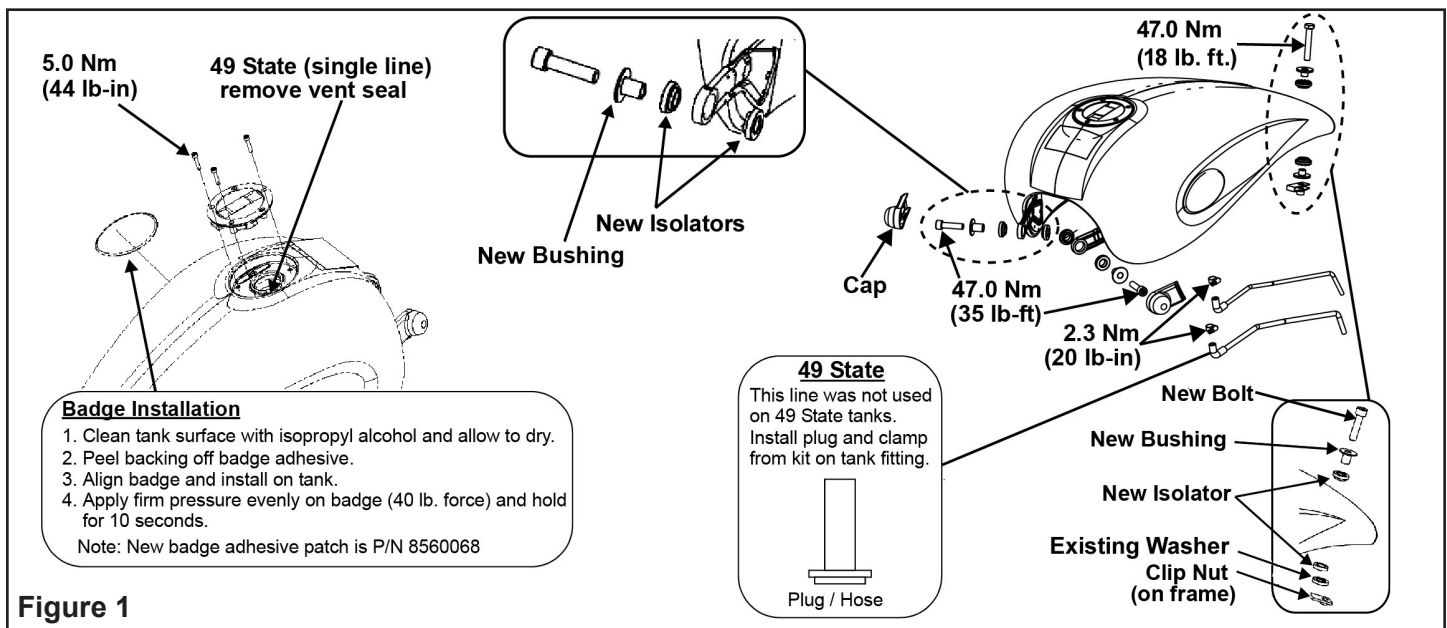 5.0 Nm
(44 lb-in)
49 State (single line)
remove vent seal
New Isolators
New Bushing
47.0 Nm
(18 lb. ft.)
Cap
47.0 Nm
(35 lb-ft)
2.3 Nm
(20 lb-in)
Badge Installation
1. Clean tank surface with isopropyl alcohol and allow to dry.
2. Peel backing off badge adhesive.
3. Align badge and install on tank.
4. Apply firm pressure evenly on badge (40 lb. force) and hold
for 10 seconds.
Note: New badge adhesive patch is P/N 8560068
49 State
This line was not used
on 49 State tanks.
Install plug and clamp
from kit on tank fitting.
Plug / Hose
New Bolt
New Bushing
New Isolator
Existing Washer
Clip Nut
(on frame)
Figure 1